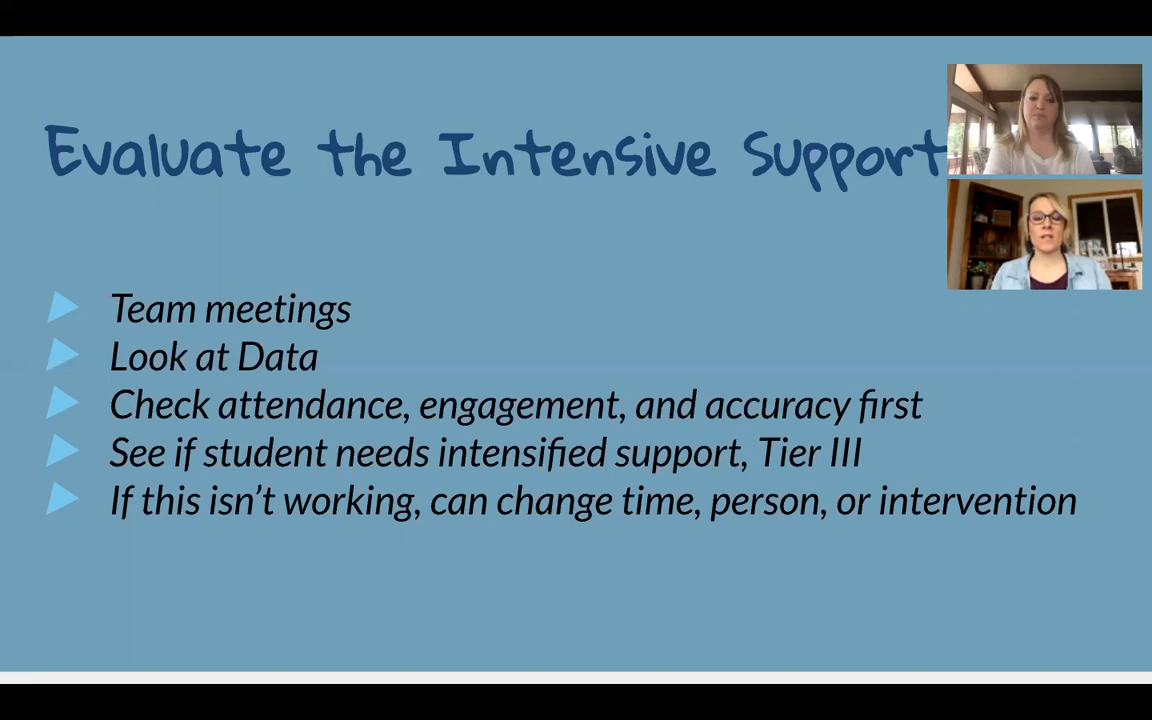 Evaluate the Intensive Support
Team meetings
Look at Data
Check attendance, engagement, and accuracy first
See if student needs intensified support, Tier III
If this isn’t working, can change time, person, or intervention